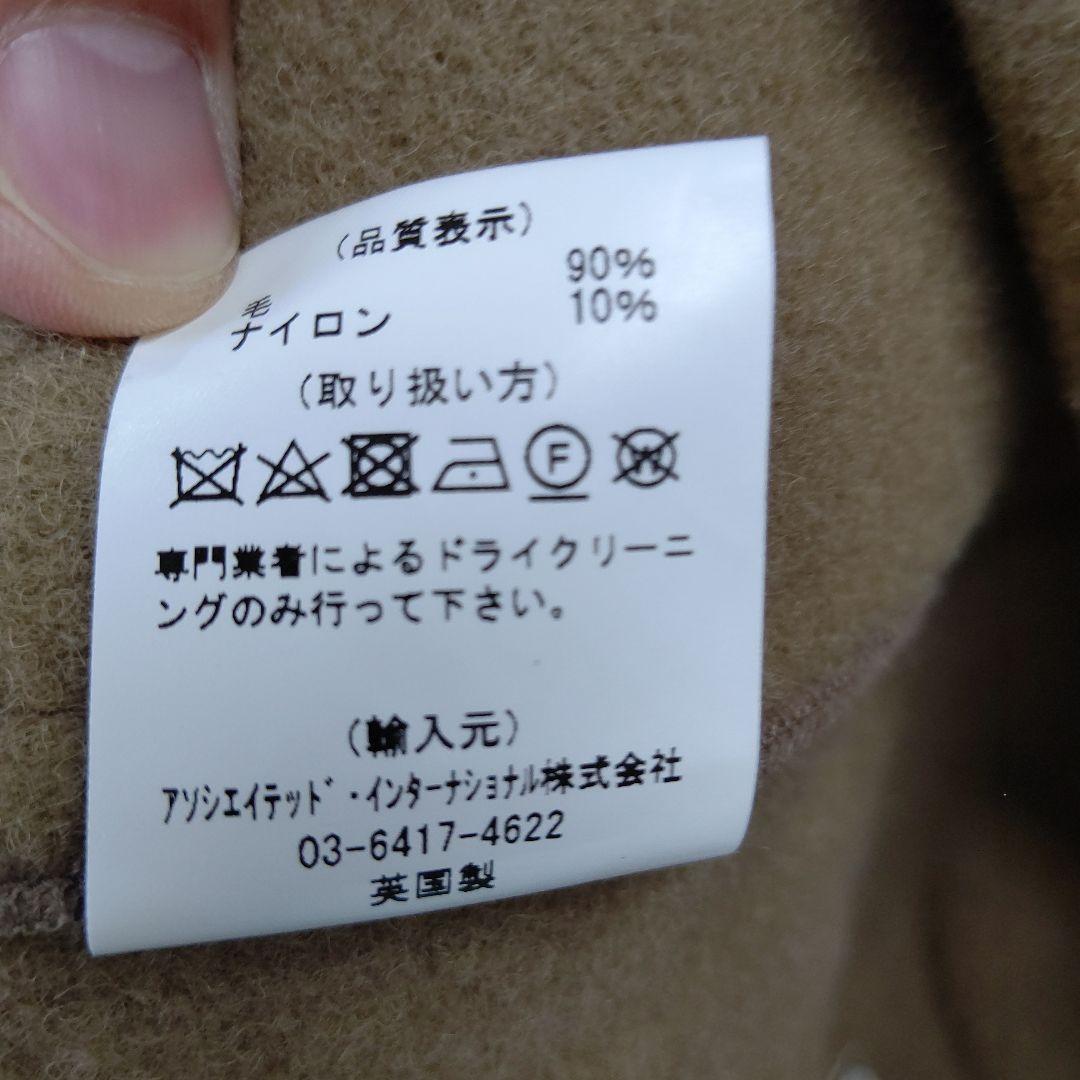 (品質表示)
毛 90%
ナイロン 10%
(取り扱い方)
F W
専門業者によるドライクリーニ
ングのみ行って下さい。
(輸入元)
アソシエイテッド・インターナショナル株式会社
03-6417-4622
英国製